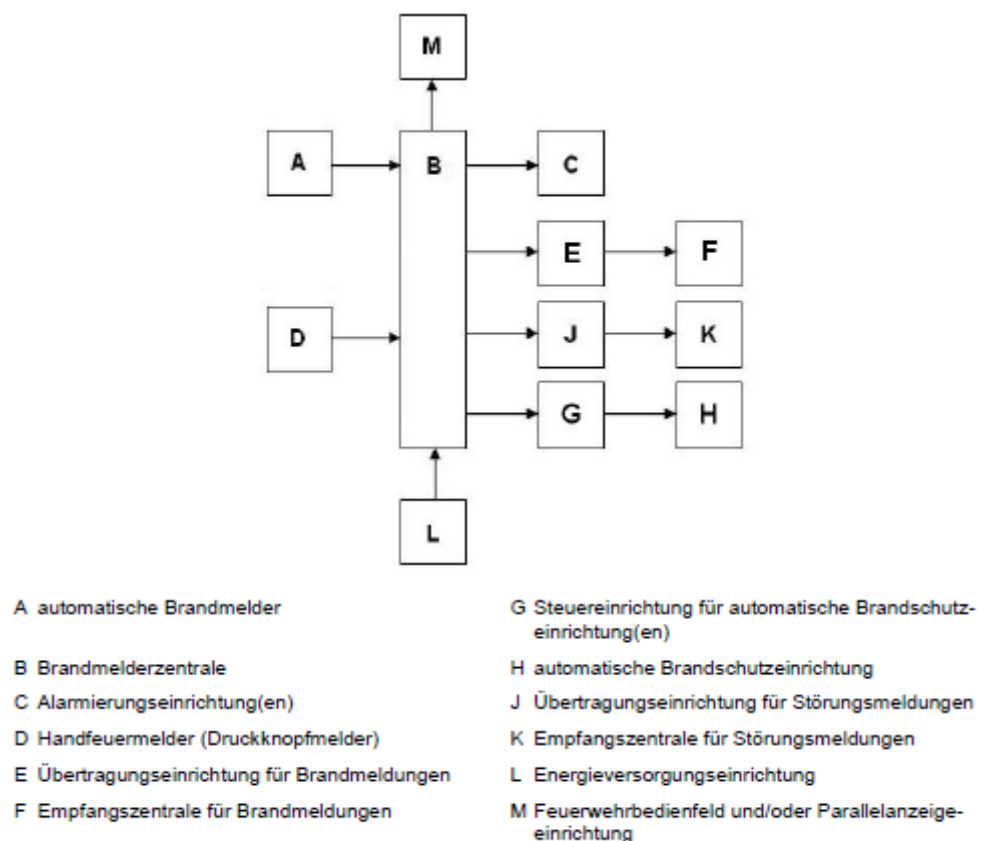 M
A
B
C
E
F
D
J
K
G
H
L
A automatische Brandmelder
B Brandmelderzentrale
C Alarmierungseinrichtung(en)
D Handfeuermelder (Druckknopfmelder)
E Übertragungseinrichtung für Brandmeldungen
F Empfangszentrale für Brandmeldungen
G Steuereinrichtung für automatische Brandschutz-
einrichtung(en)
H automatische Brandschutzeinrichtung
J Übertragungseinrichtung für Störungsmeldungen
K Empfangszentrale für Störungsmeldungen
L Energieversorgungseinrichtung
M Feuerwehrbedienfeld und/oder Parallelanzeige-
einrichtung